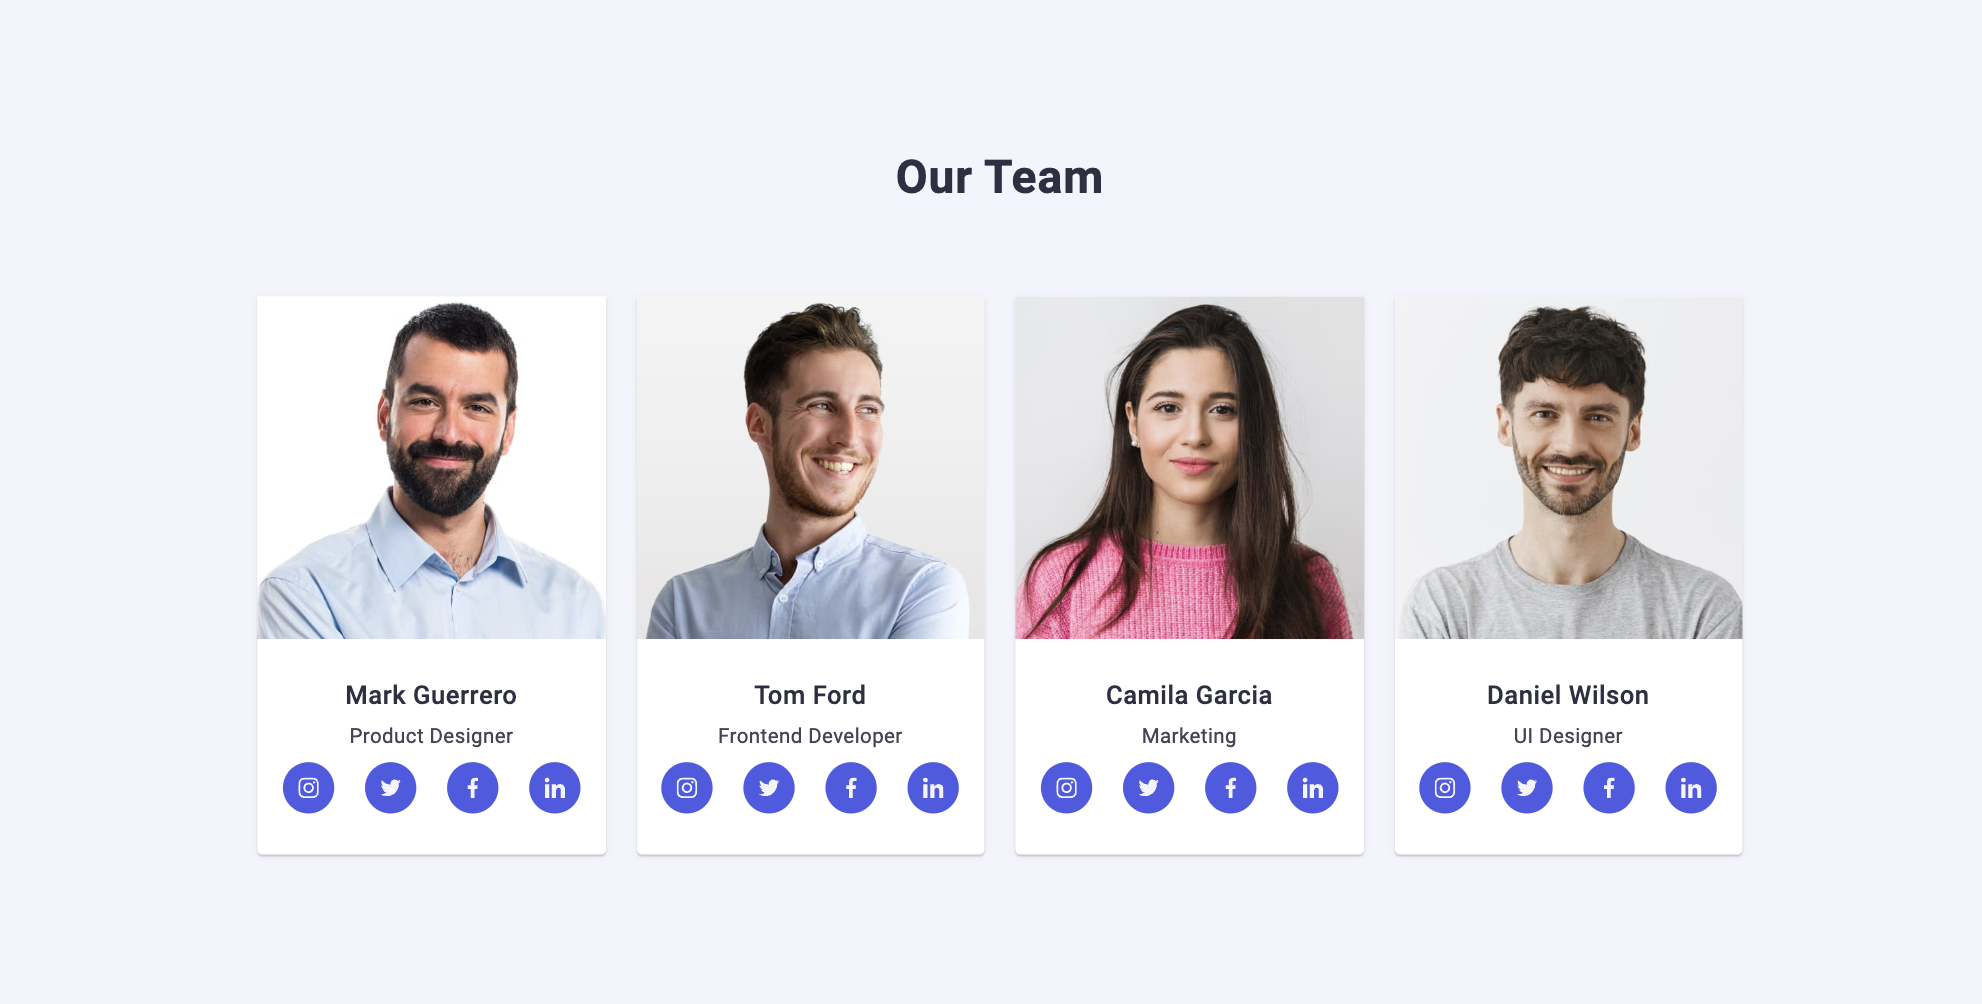 Our Team
Mark Guerrero
Product Designer
Tom Ford
Frontend Developer
Camila Garcia
Marketing
Daniel Wilson
UI Designer